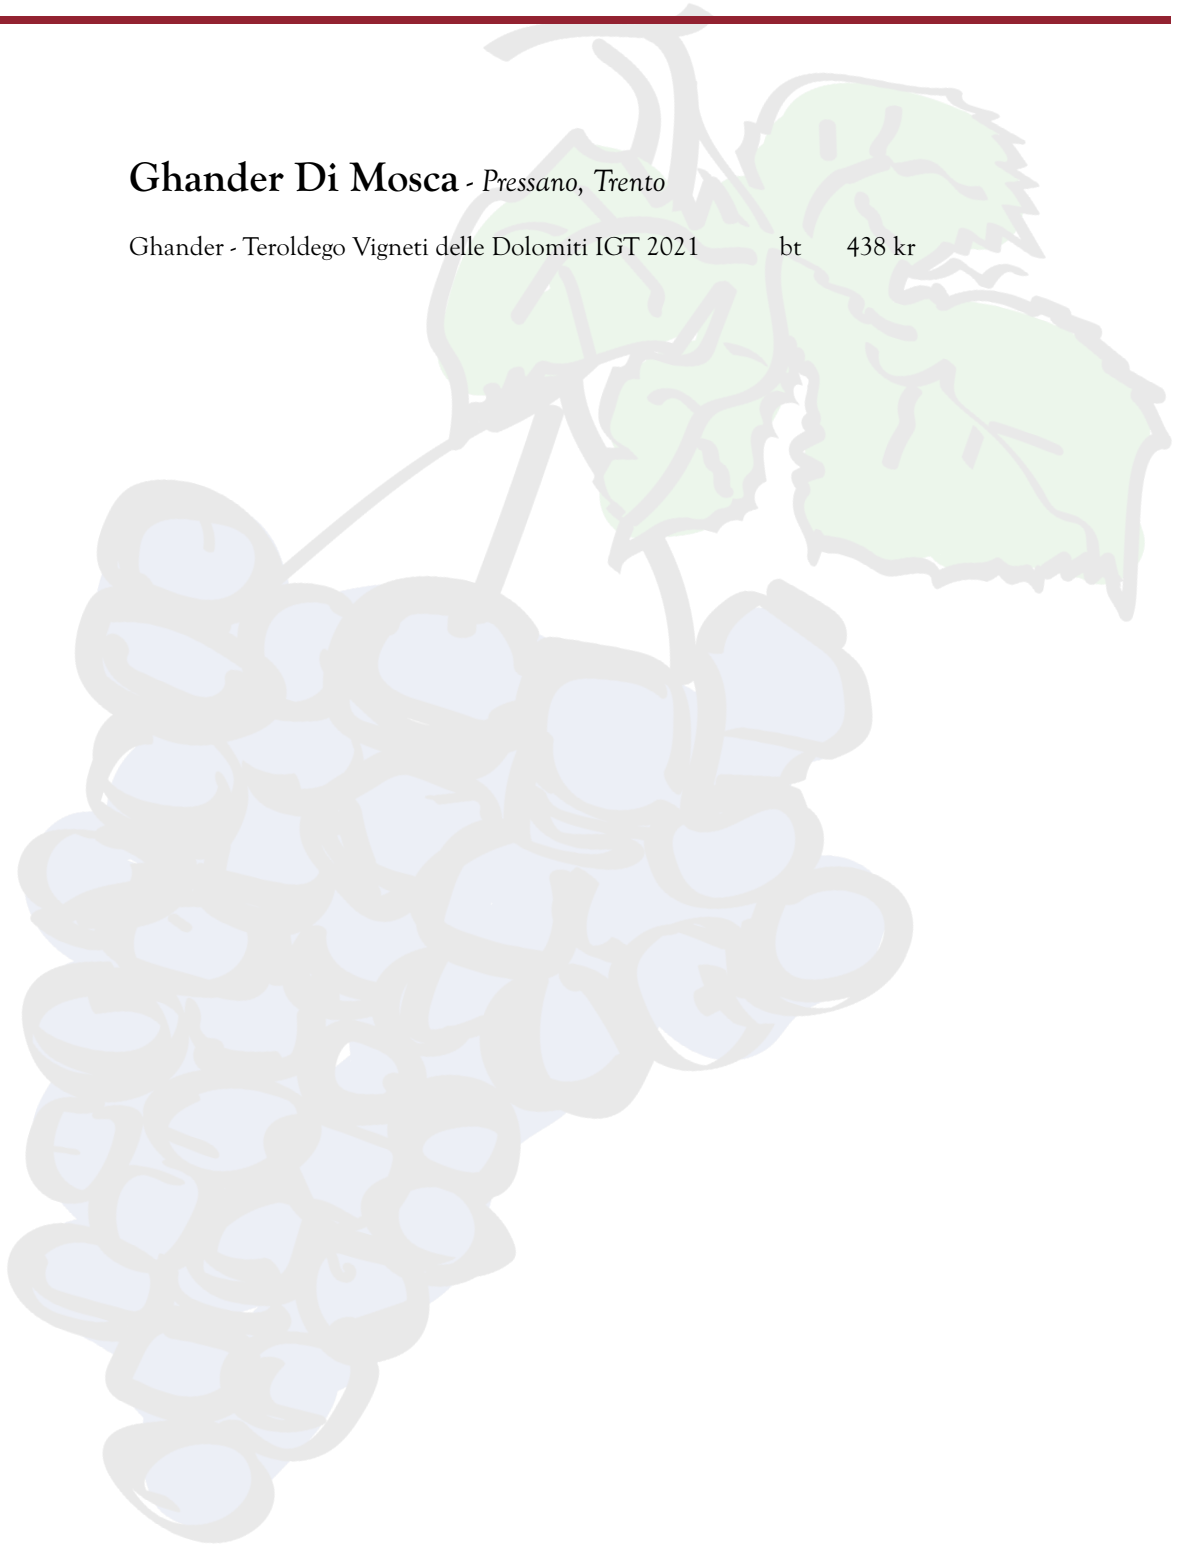 Ghander Di Mosca - Pressano, Trento
Ghander - Teroldego Vigneti delle Dolomiti IGT 2021 bt 438 kr